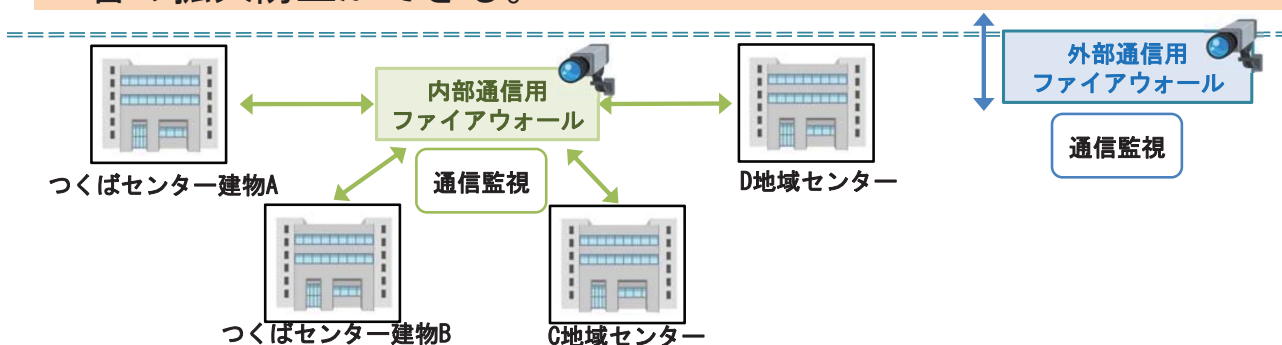 外部通信用
ファイアウォール
内部通信用
ファイアウォール
通信監視
通信監視
つくばセンター建物A
D地域センター
つくばセンター建物B
C地域センター